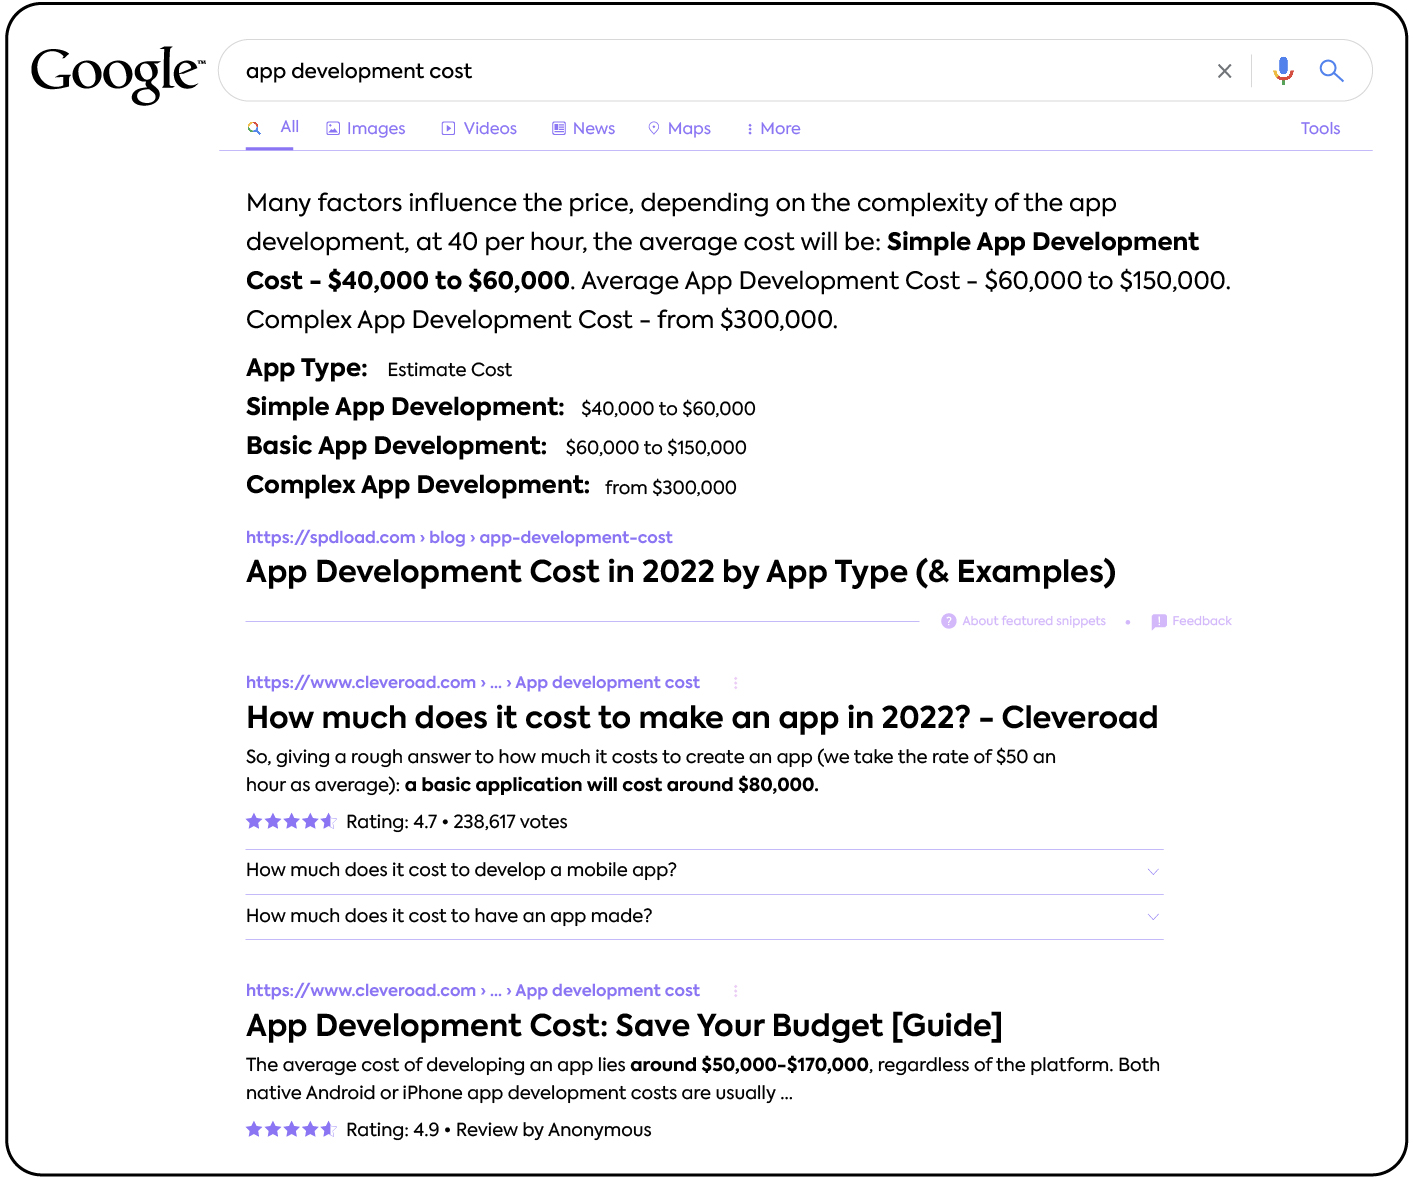 Google™
app development cost
All Images Videos News Maps More Tools
Many factors influence the price, depending on the complexity of the app
development, at 40 per hour, the average cost will be: Simple App Development
Cost - $40,000 to $60,000. Average App Development Cost - $60,000 to $150,000.
Complex App Development Cost - from $300,000.
App Type: Estimate Cost
Simple App Development: $40,000 to $60,000
Basic App Development: $60,000 to $150,000
Complex App Development: from $300,000
https://spdload.com › blog › app-development-cost
App Development Cost in 2022 by App Type (& Examples)
About featured snippets • Feedback
https://www.cleveroad.com › ... › App development cost
How much does it cost to make an app in 2022? - Cleveroad
So, giving a rough answer to how much it costs to create an app (we take the rate of $50 an
hour as average): a basic application will cost around $80,000.
Rating: 4.7 • 238,617 votes
How much does it cost to develop a mobile app?
How much does it cost to have an app made?
https://www.cleveroad.com › ... › App development cost
App Development Cost: Save Your Budget [Guide]
The average cost of developing an app lies around $50,000-$170,000, regardless of the platform. Both
native Android or iPhone app development costs are usually ...
Rating: 4.9 • Review by Anonymous